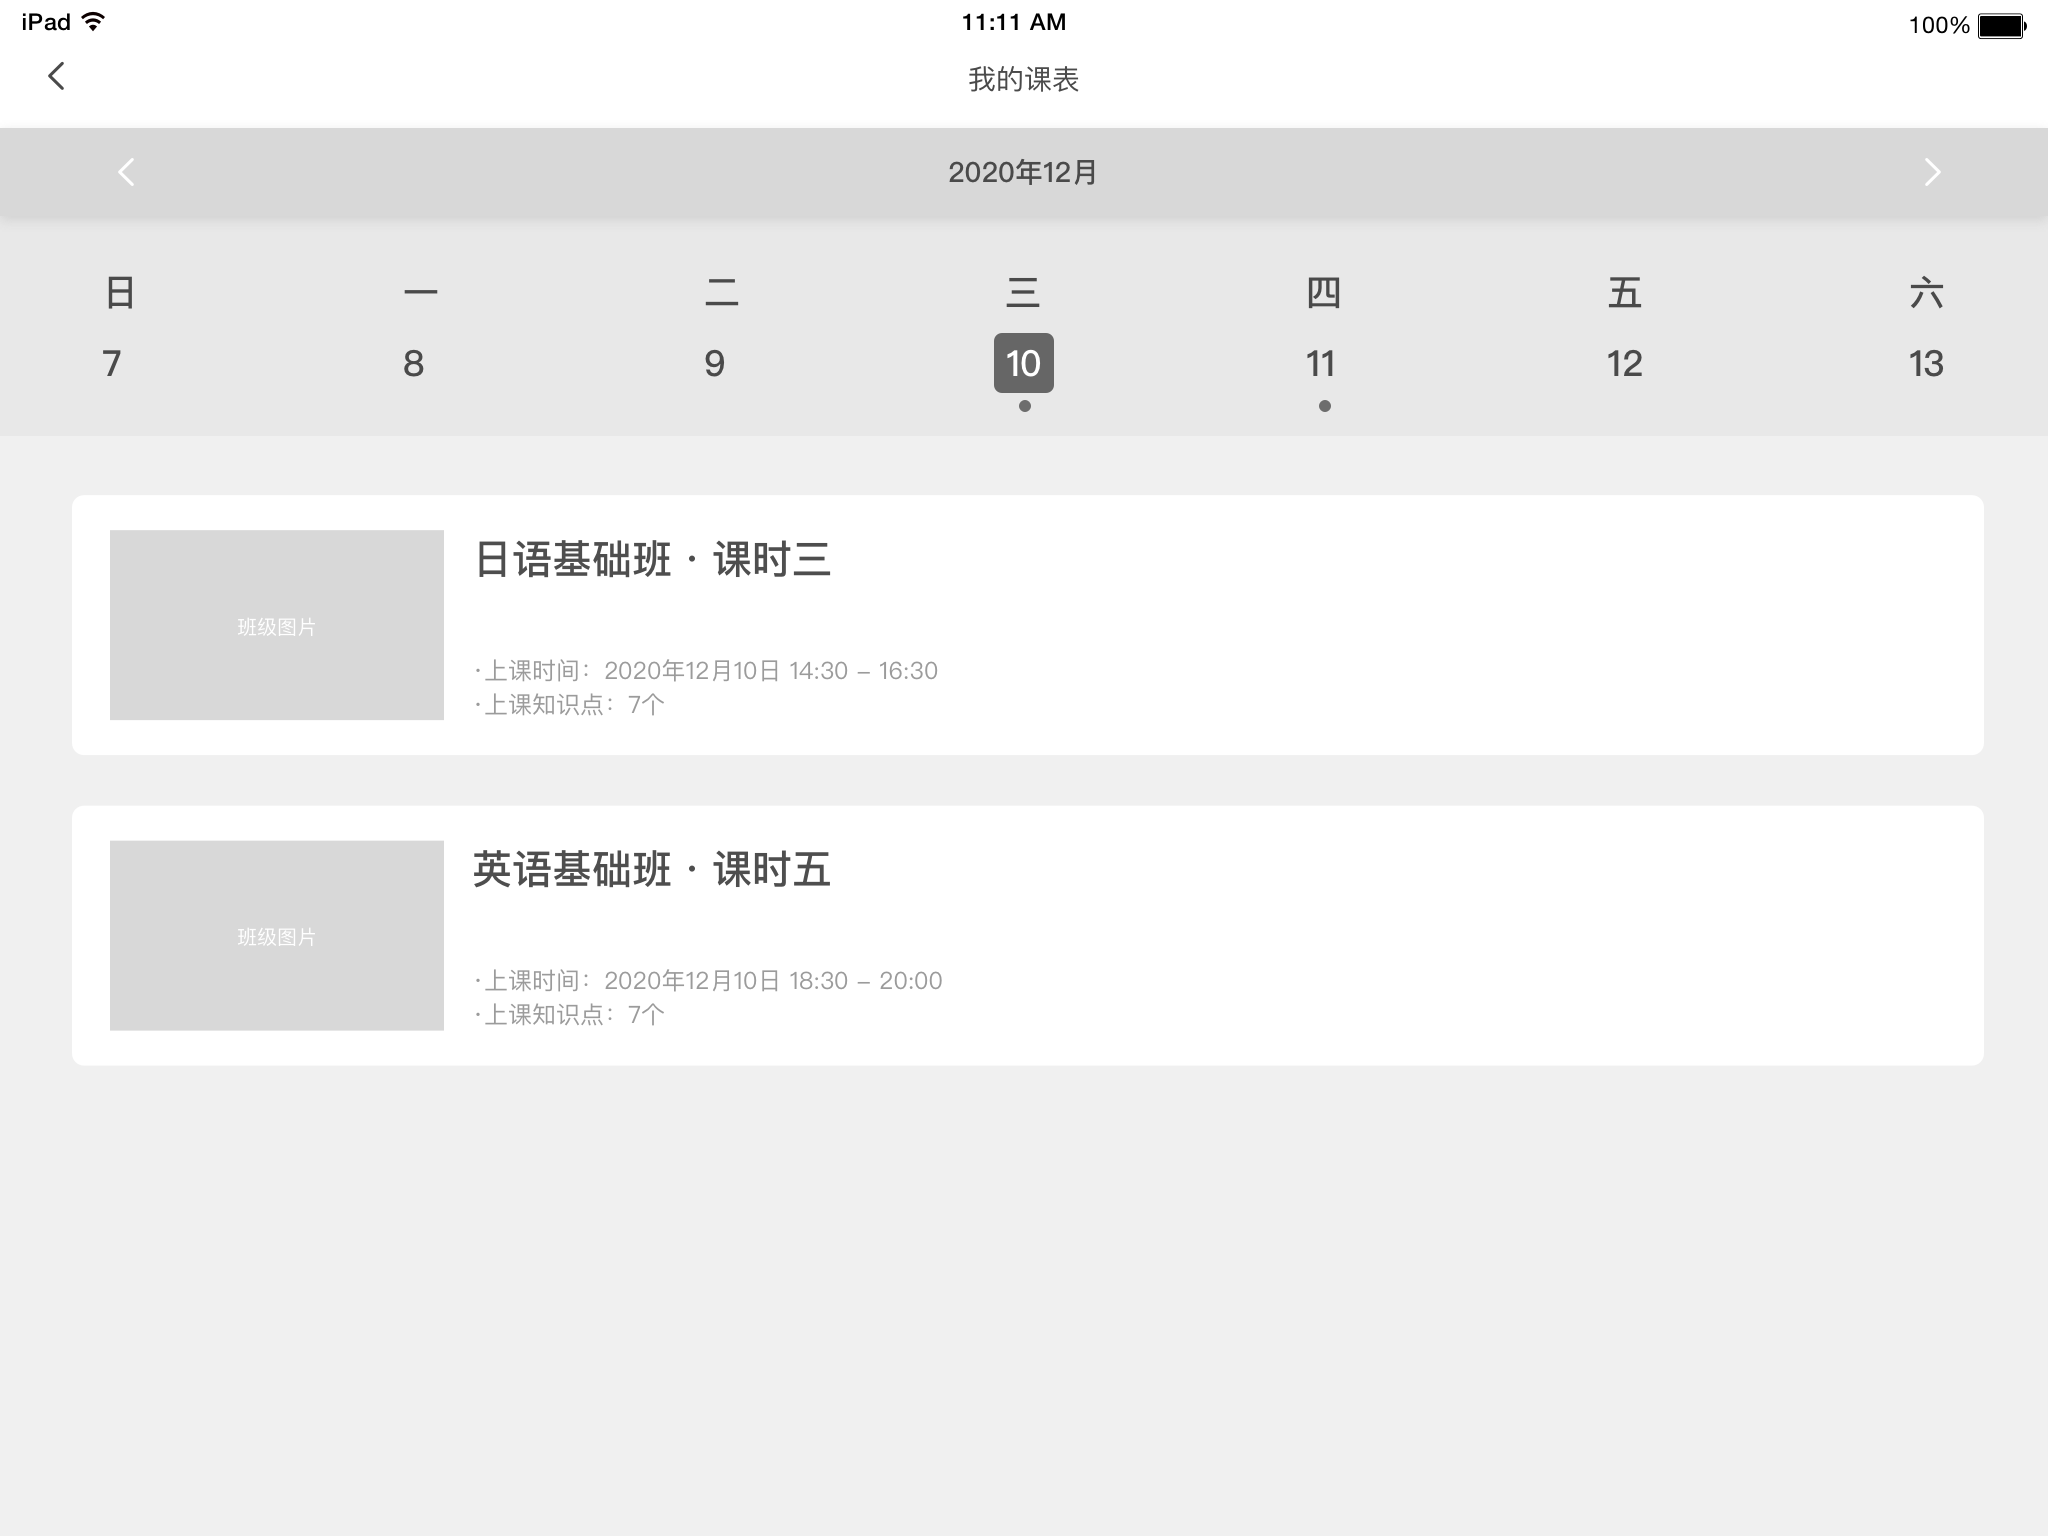 iPad 11:11 AM 100%
我的课表
2020年12月
日 一 二 三 四 五 六
7 8 9 10 11 12 13
日语基础班 · 课时三
班级图片
·上课时间：2020年12月10日 14:30 – 16:30
·上课知识点：7个
英语基础班 · 课时五
班级图片
·上课时间：2020年12月10日 18:30 – 20:00
·上课知识点：7个